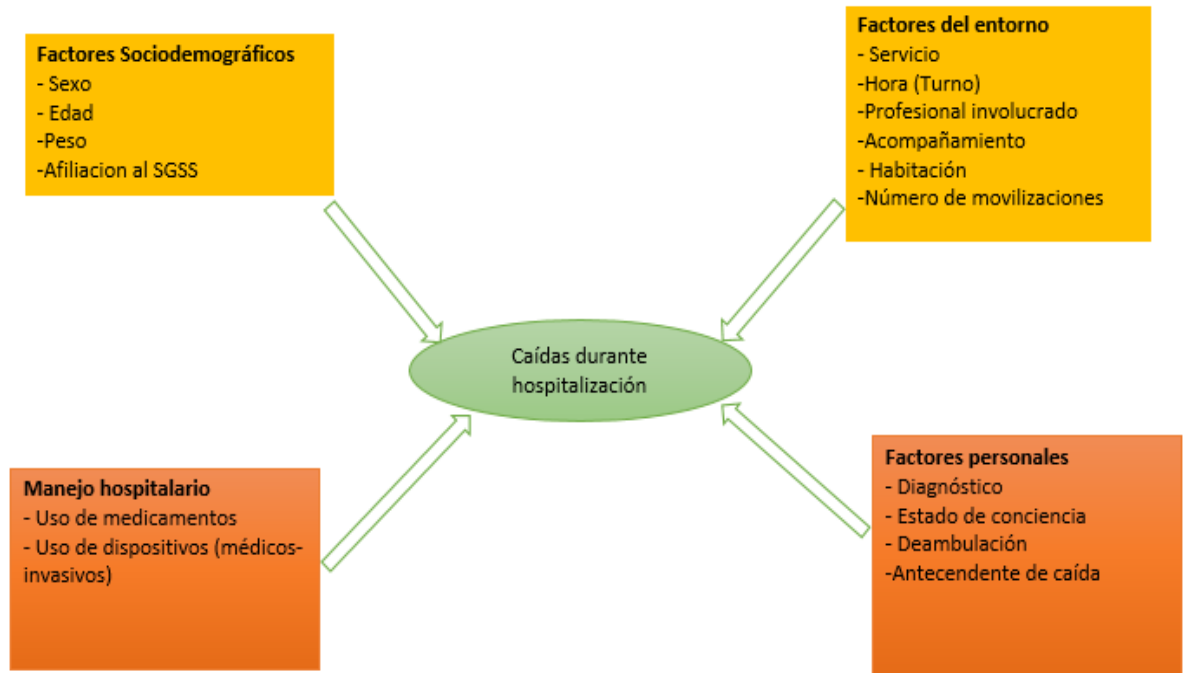 Factores Sociodemográficos
- Sexo
- Edad
-Peso
-Afiliacion al SGSS
Factores del entorno
- Servicio
-Hora (Turno)
-Profesional involucrado
-Acompañamiento
- Habitación
-Número de movilizaciones
Caídas durante
hospitalización
Manejo hospitalario
- Uso de medicamentos
- Uso de dispositivos (médicos-
invasivos)
Factores personales
- Diagnóstico
- Estado de conciencia
- Deambulación
-Antecendente de caída